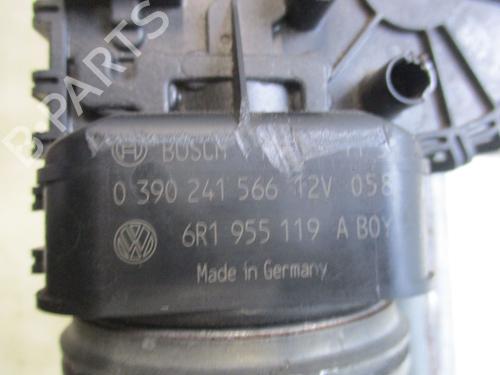 BOSCH
0 390 241 566 12V 058
6R1 955 119 A BOY
Made in Germany
B-PARTS